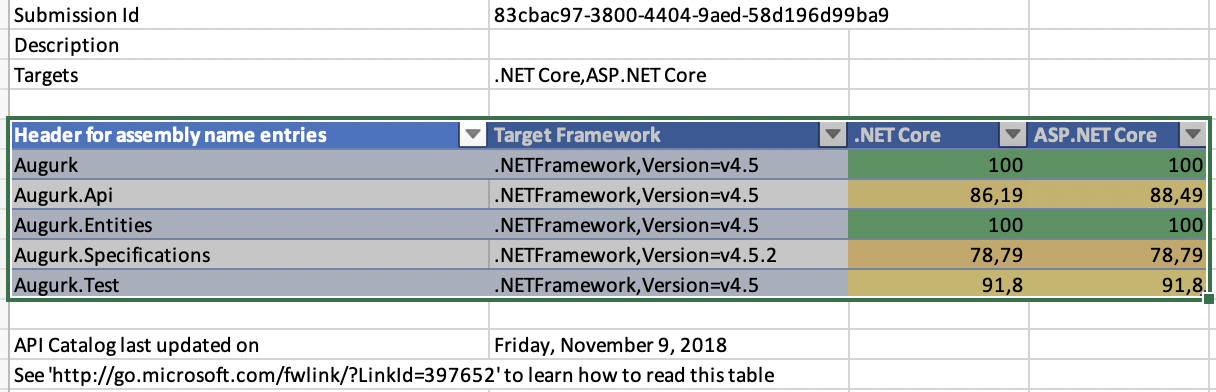 Submission Id 83cbac97-3800-4404-9aed-58d196d99ba9
Description
Targets .NET Core,ASP.NET Core
Header for assembly name entries Target Framework .NET Core ASP.NET Core
Augurk .NETFramework,Version=v4.5 100 100
Augurk.Api .NETFramework,Version=v4.5 86,19 88,49
Augurk.Entities .NETFramework,Version=v4.5 100 100
Augurk.Specifications .NETFramework,Version=v4.5.2 78,79 78,79
Augurk.Test .NETFramework,Version=v4.5 91,8 91,8
API Catalog last updated on Friday, November 9, 2018
See 'http://go.microsoft.com/fwlink/?LinkId=397652' to learn how to read this table